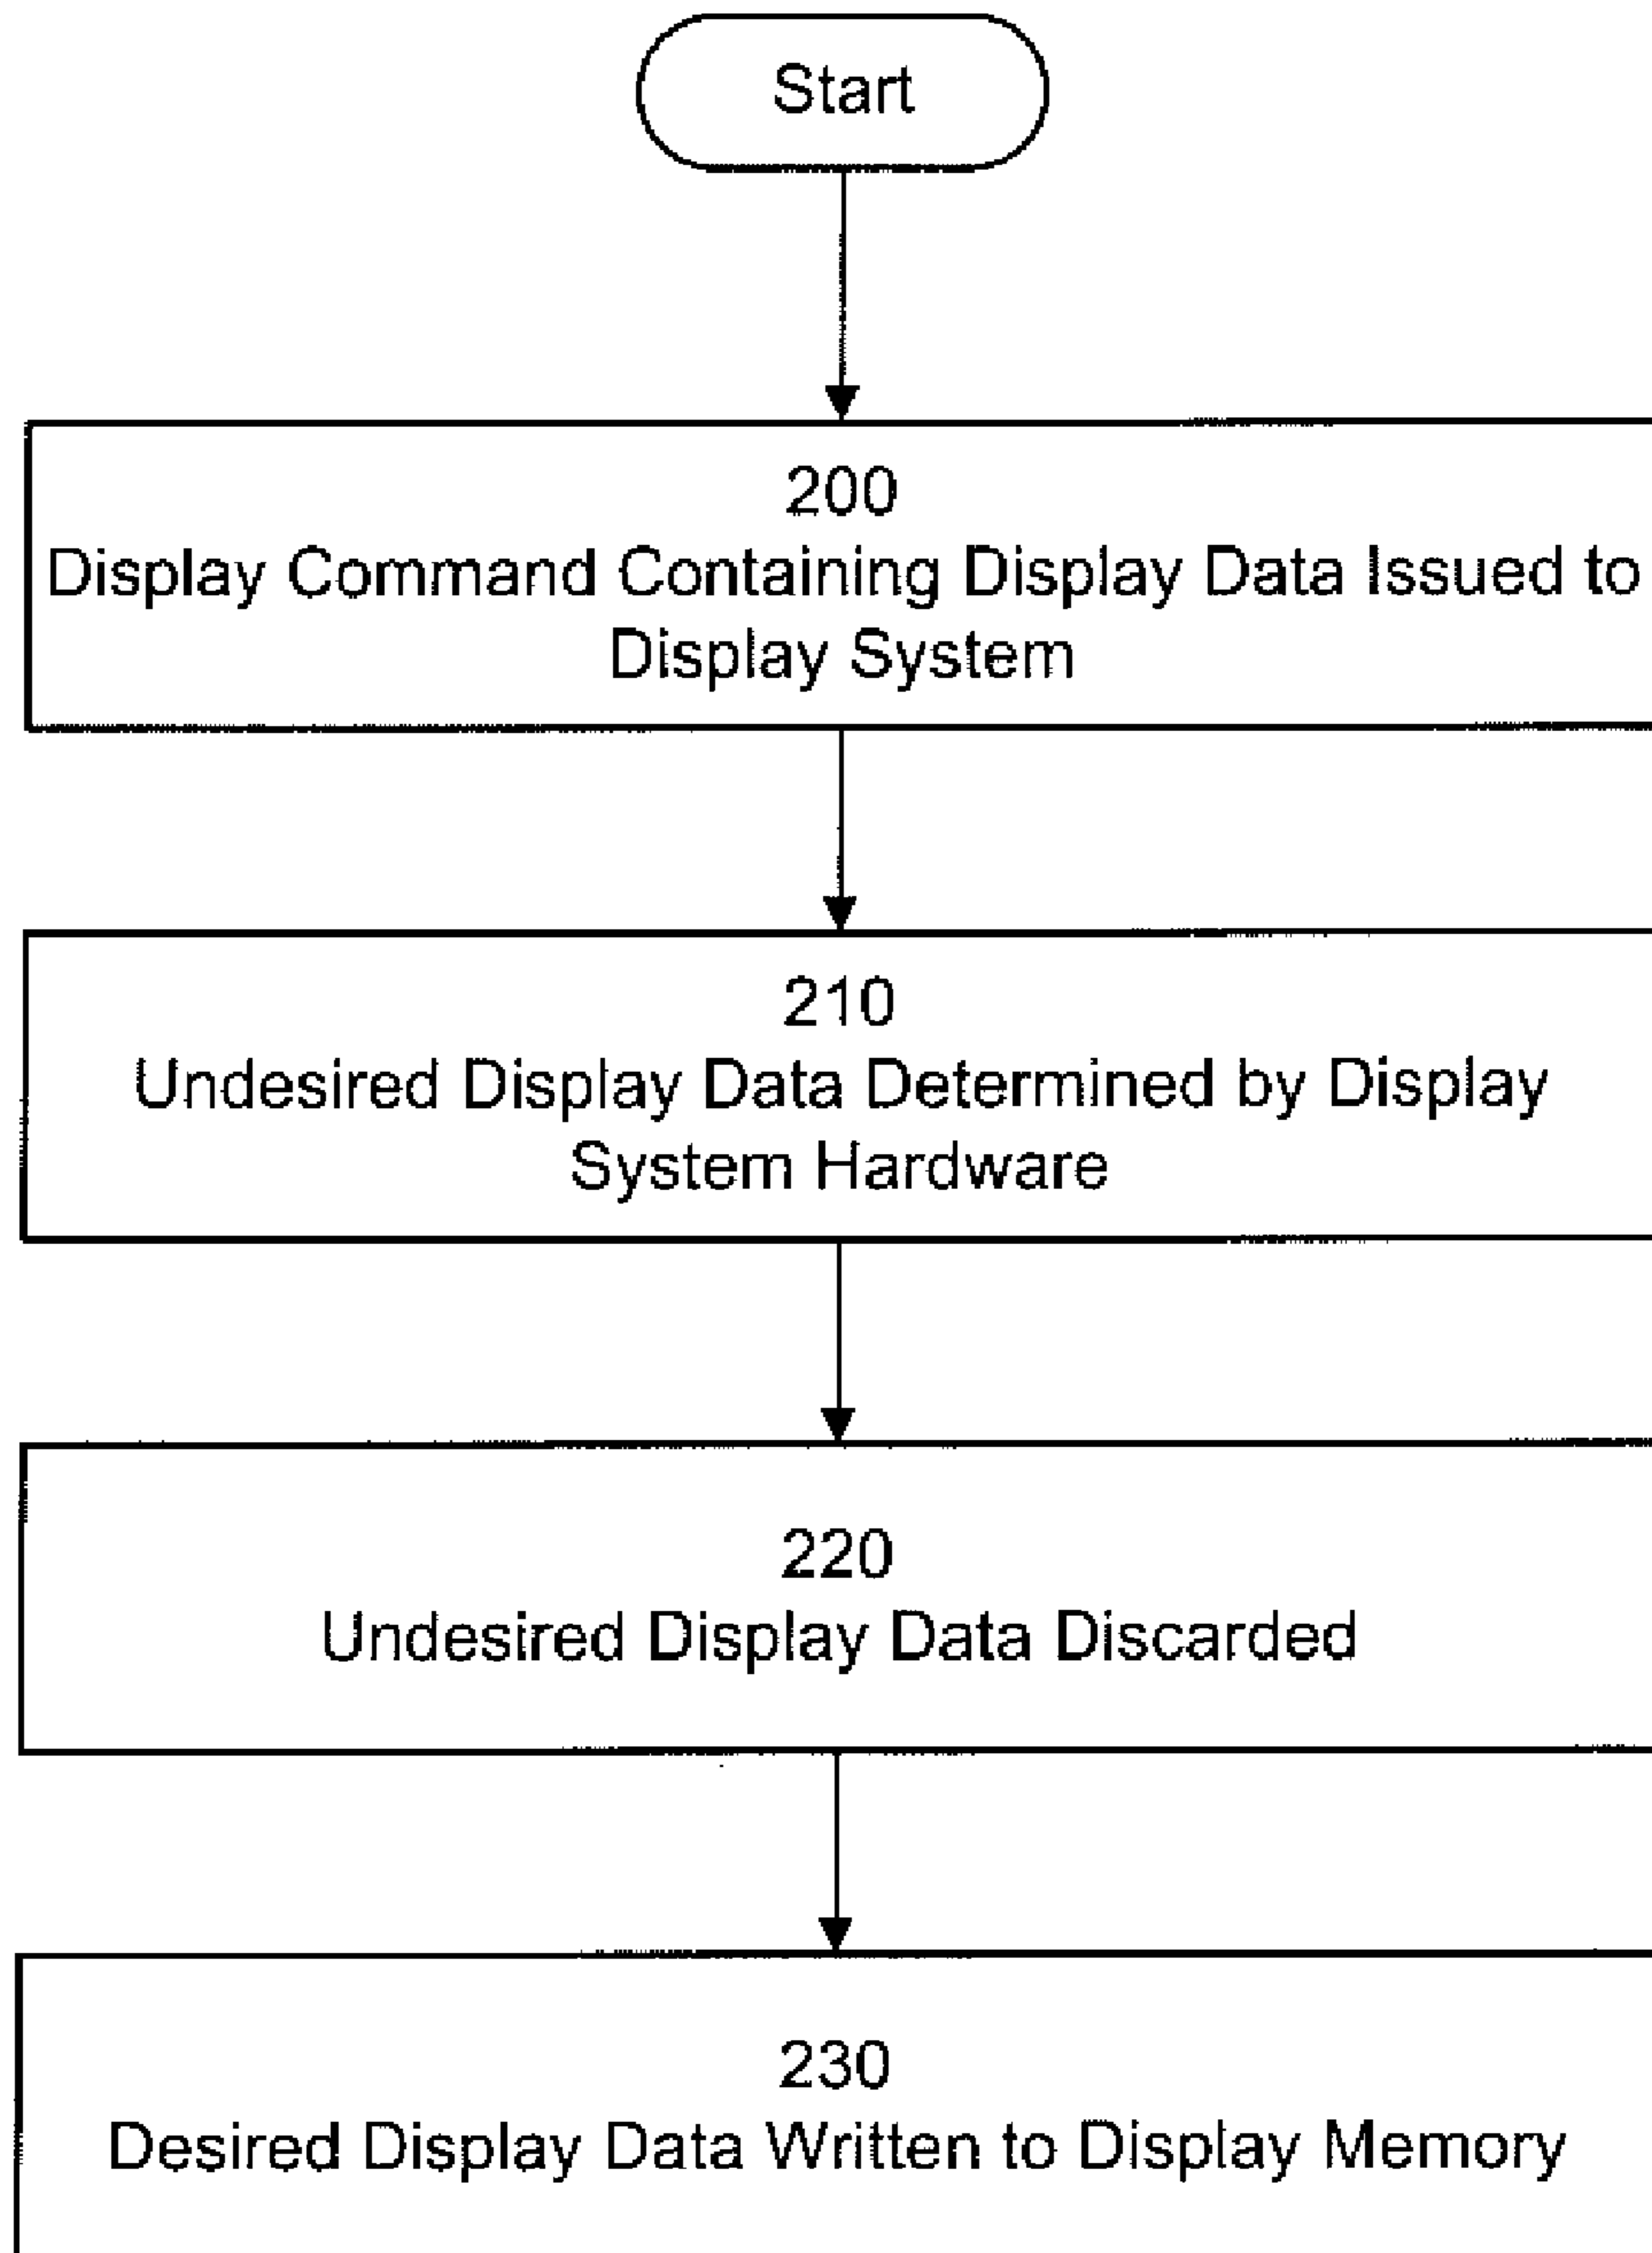 Start
200
Display Command Containing Display Data Issued to
Display System
210
Undesired Display Data Determined by Display
System Hardware
220
Undesired Display Data Discarded
230
Desired Display Data Written to Display Memory